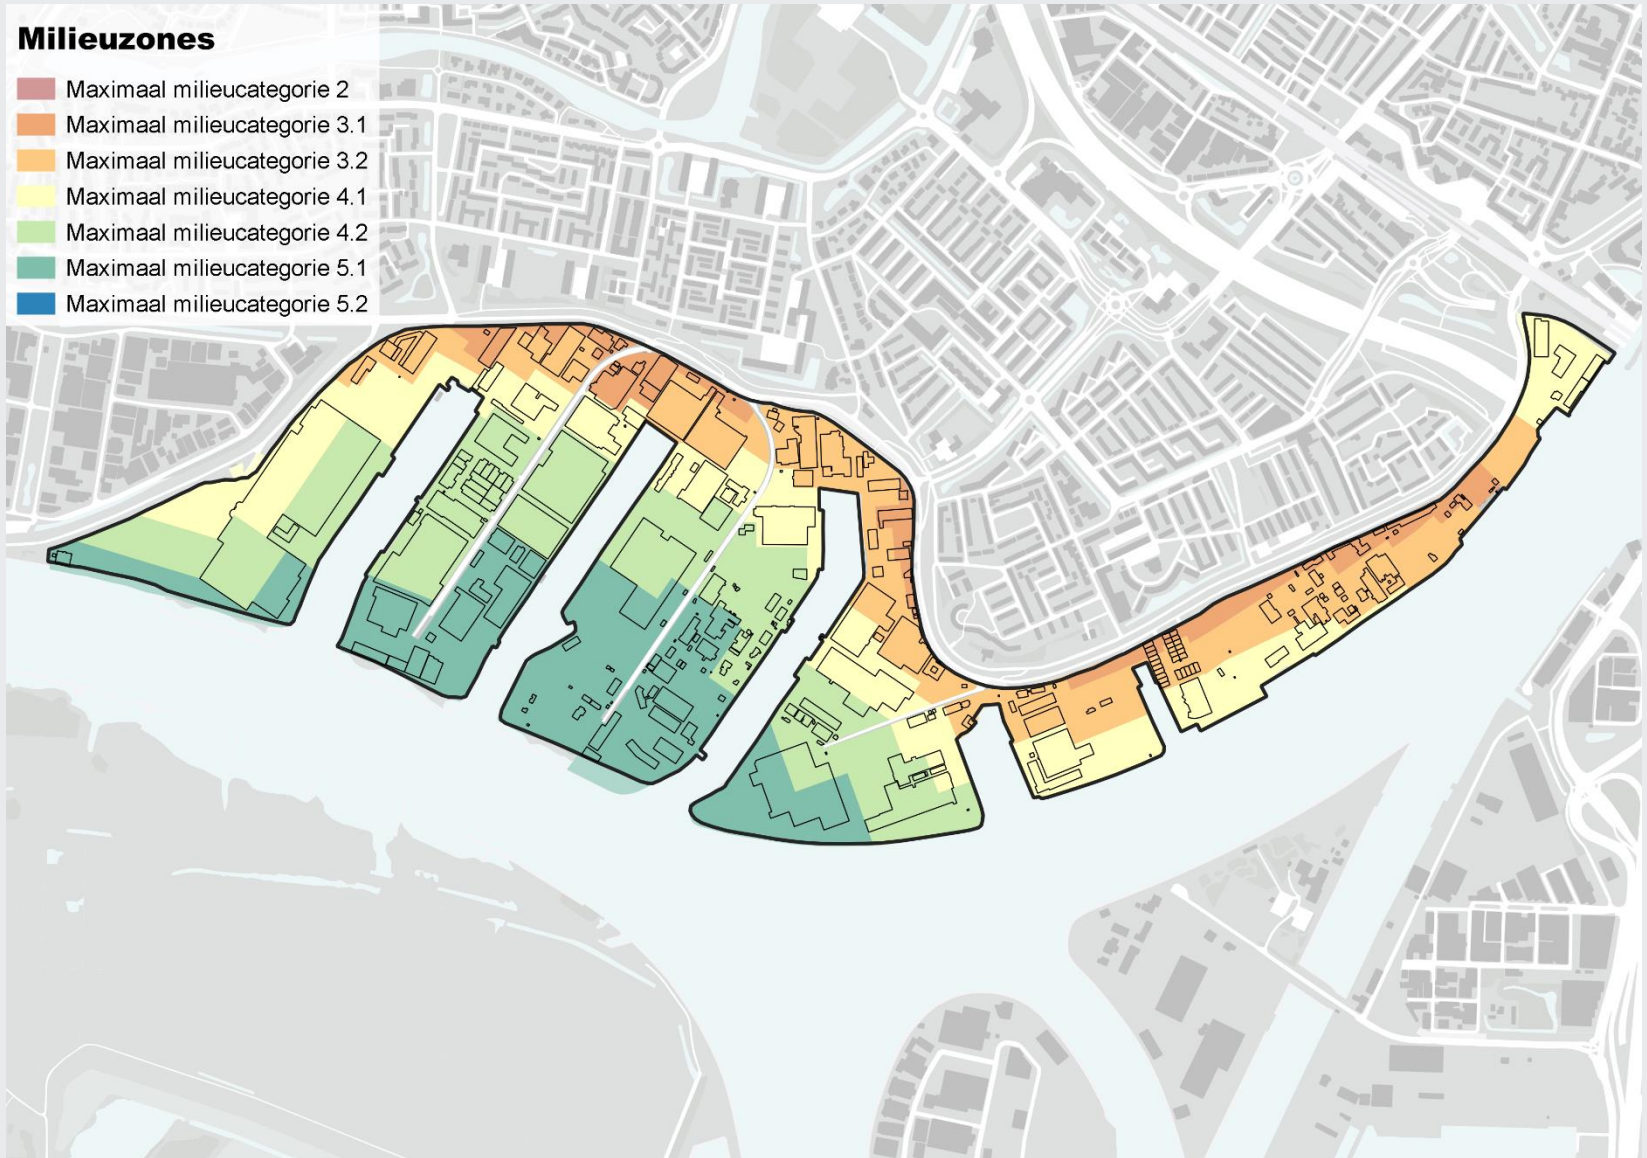 Milieuzones
Maximaal milieucategorie 2
Maximaal milieucategorie 3.1
Maximaal milieucategorie 3.2
Maximaal milieucategorie 4.1
Maximaal milieucategorie 4.2
Maximaal milieucategorie 5.1
Maximaal milieucategorie 5.2